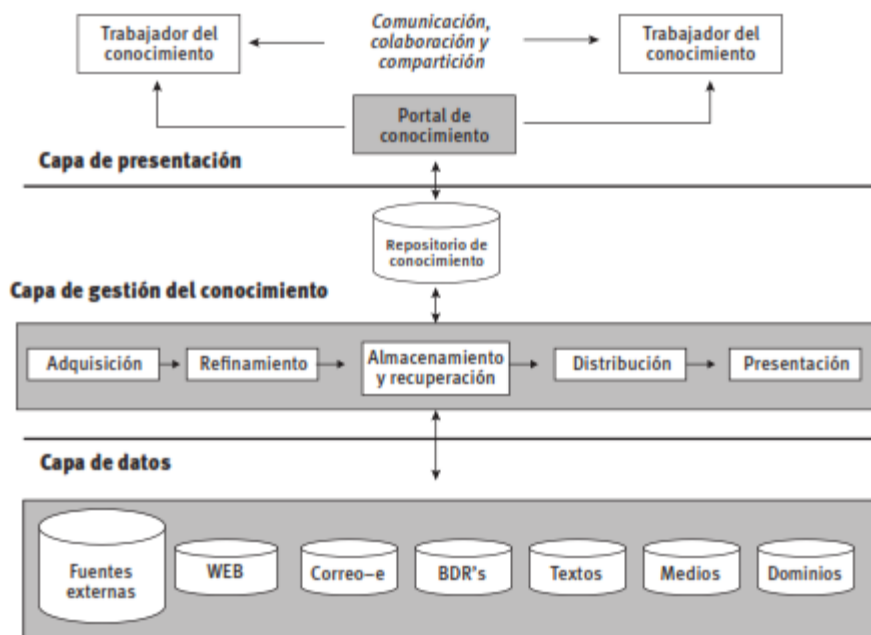 Trabajador del
conocimiento
Comunicación,
colaboración y
compartición
Trabajador del
conocimiento
Portal de
conocimiento
Capa de presentación
Repositorio de
conocimiento
Capa de gestión del conocimiento
Adquisición
Refinamiento
Almacenamiento
y recuperación
Distribución
Presentación
Capa de datos
Fuentes
externas
WEB
Correo–e
BDR's
Textos
Medios
Dominios